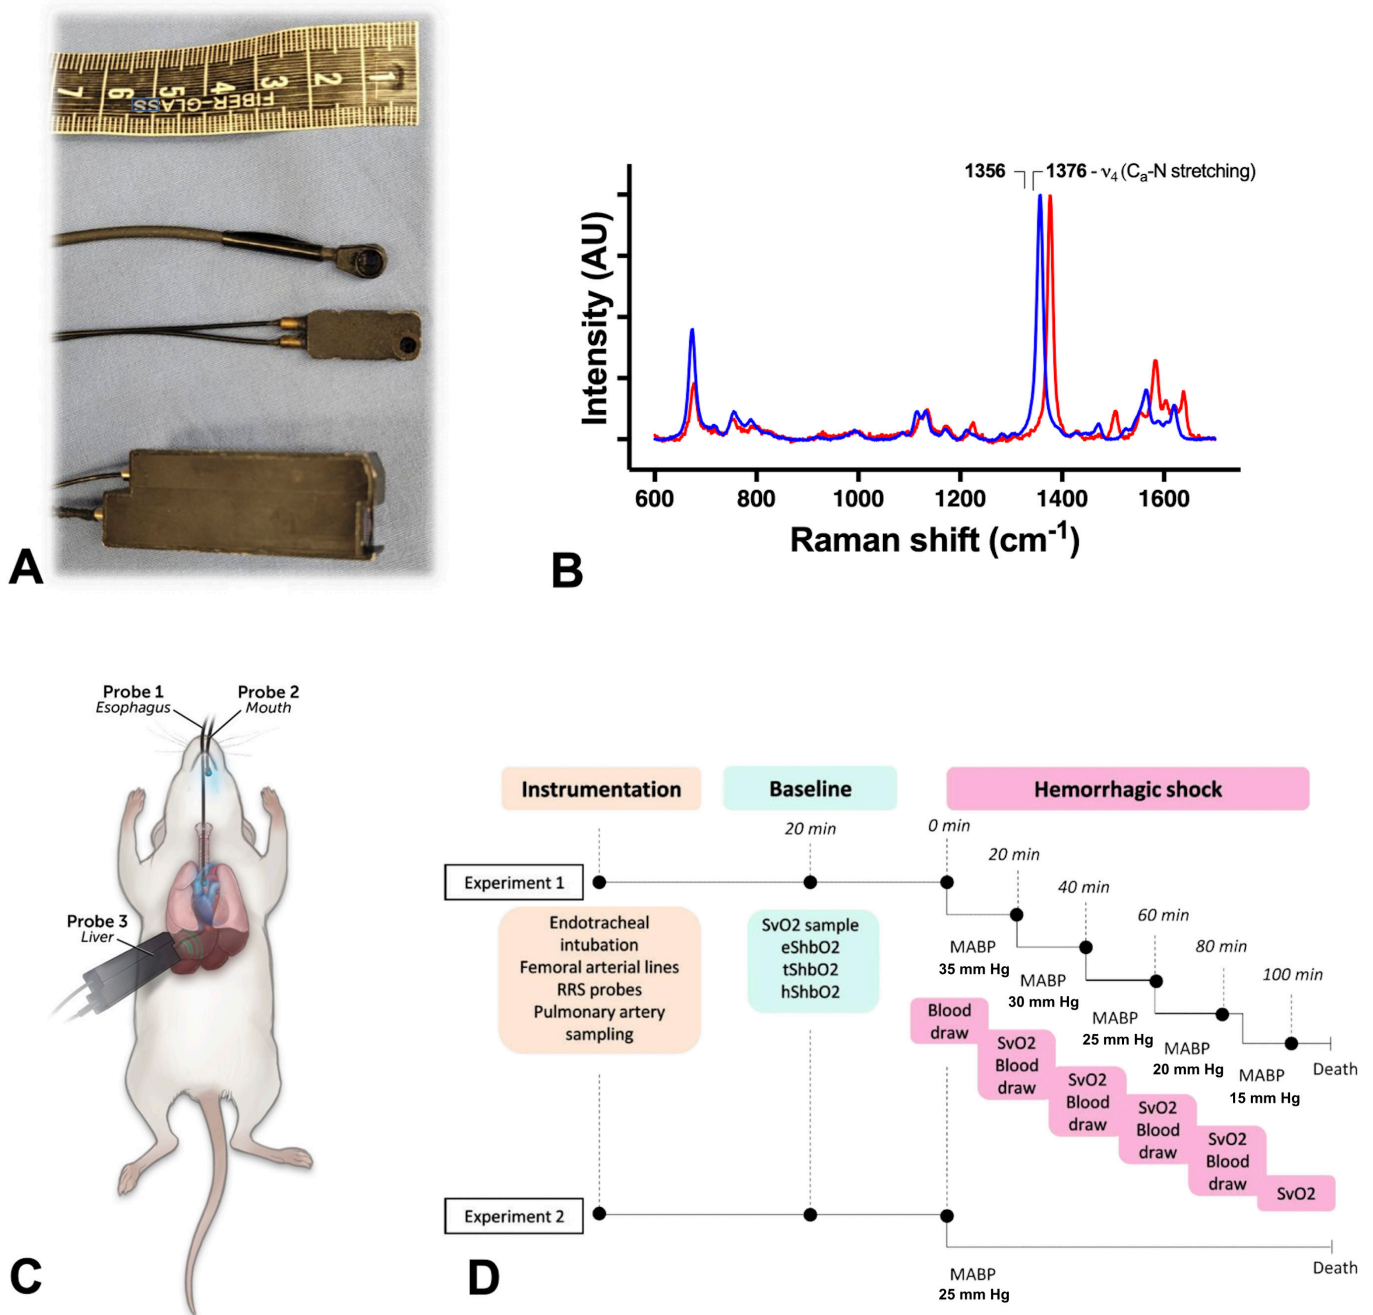 7 6 5 4 3 2 1
FIBER-GLASS
A
1356
1376 - ν₄ (Cₐ-N stretching)
Intensity (AU)
600 800 1000 1200 1400 1600
Raman shift (cm⁻¹)
B
Probe 1
Esophagus
Probe 2
Mouth
Probe 3
Liver
C
Instrumentation
Baseline
Hemorrhagic shock
20 min
0 min
20 min
40 min
60 min
80 min
100 min
Experiment 1
Endotracheal
intubation
Femoral arterial lines
RRS probes
Pulmonary artery
sampling
SvO2 sample
eShbO2
tShbO2
hShbO2
MABP
35 mm Hg
MABP
30 mm Hg
MABP
25 mm Hg
MABP
20 mm Hg
MABP
15 mm Hg
Death
Blood
draw
SvO2
Blood
draw
SvO2
Blood
draw
SvO2
Blood
draw
SvO2
Blood
draw
SvO2
Experiment 2
MABP
25 mm Hg
Death
D